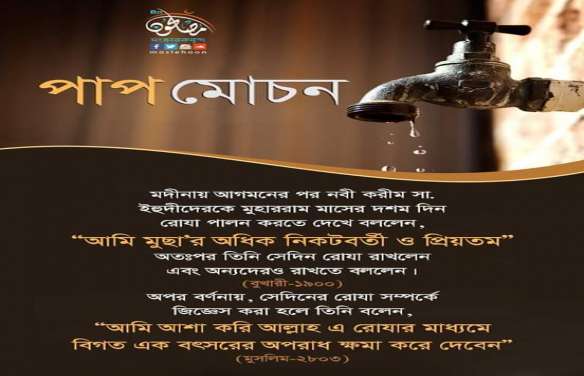 পাপ মোচন
মদীনায় আগমনের পর নবী করীম সা.
ইহুদীদেরকে মুহাররাম মাসের দশম দিন
রোযা পালন করতে দেখে বললেন,
“আমি মুছা’র অধিক নিকটবর্তী ও প্রিয়তম”
অতঃপর তিনি সেদিন রোযা রাখলেন
এবং অন্যদেরও রাখতে বললেন।
(বুখারী-১৯০০)
অপর বর্ণনায়, সেদিনের রোযা সম্পর্কে
জিজ্ঞেস করা হলে তিনি বলেন,
“আমি আশা করি আল্লাহ এ রোযার মাধ্যমে
বিগত এক বৎসরের অপরাধ ক্ষমা করে দেবেন”
(মুসলিম-২৮০৩)